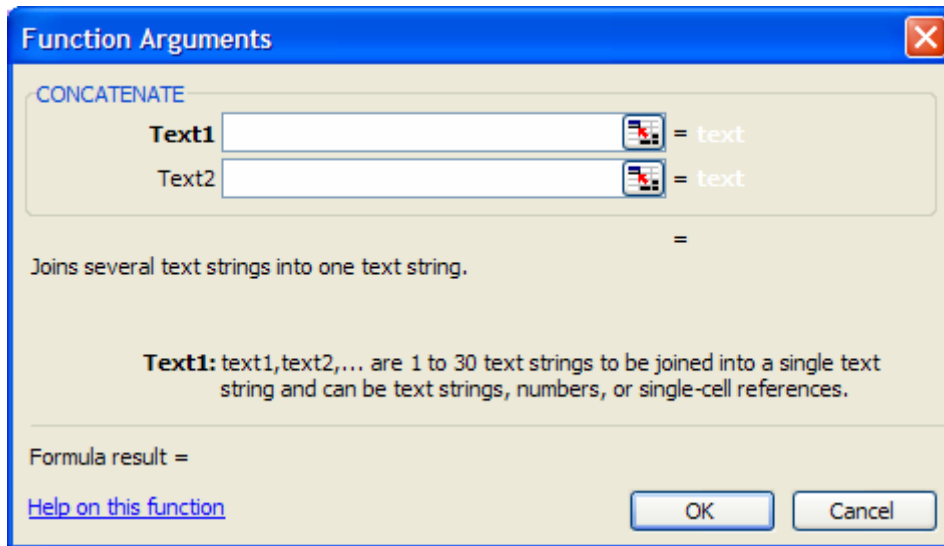 Function Arguments
CONCATENATE
Text1 = text
Text2 = text
=
Joins several text strings into one text string.
Text1: text1,text2,... are 1 to 30 text strings to be joined into a single text
string and can be text strings, numbers, or single-cell references.
Formula result =
Help on this function OK Cancel